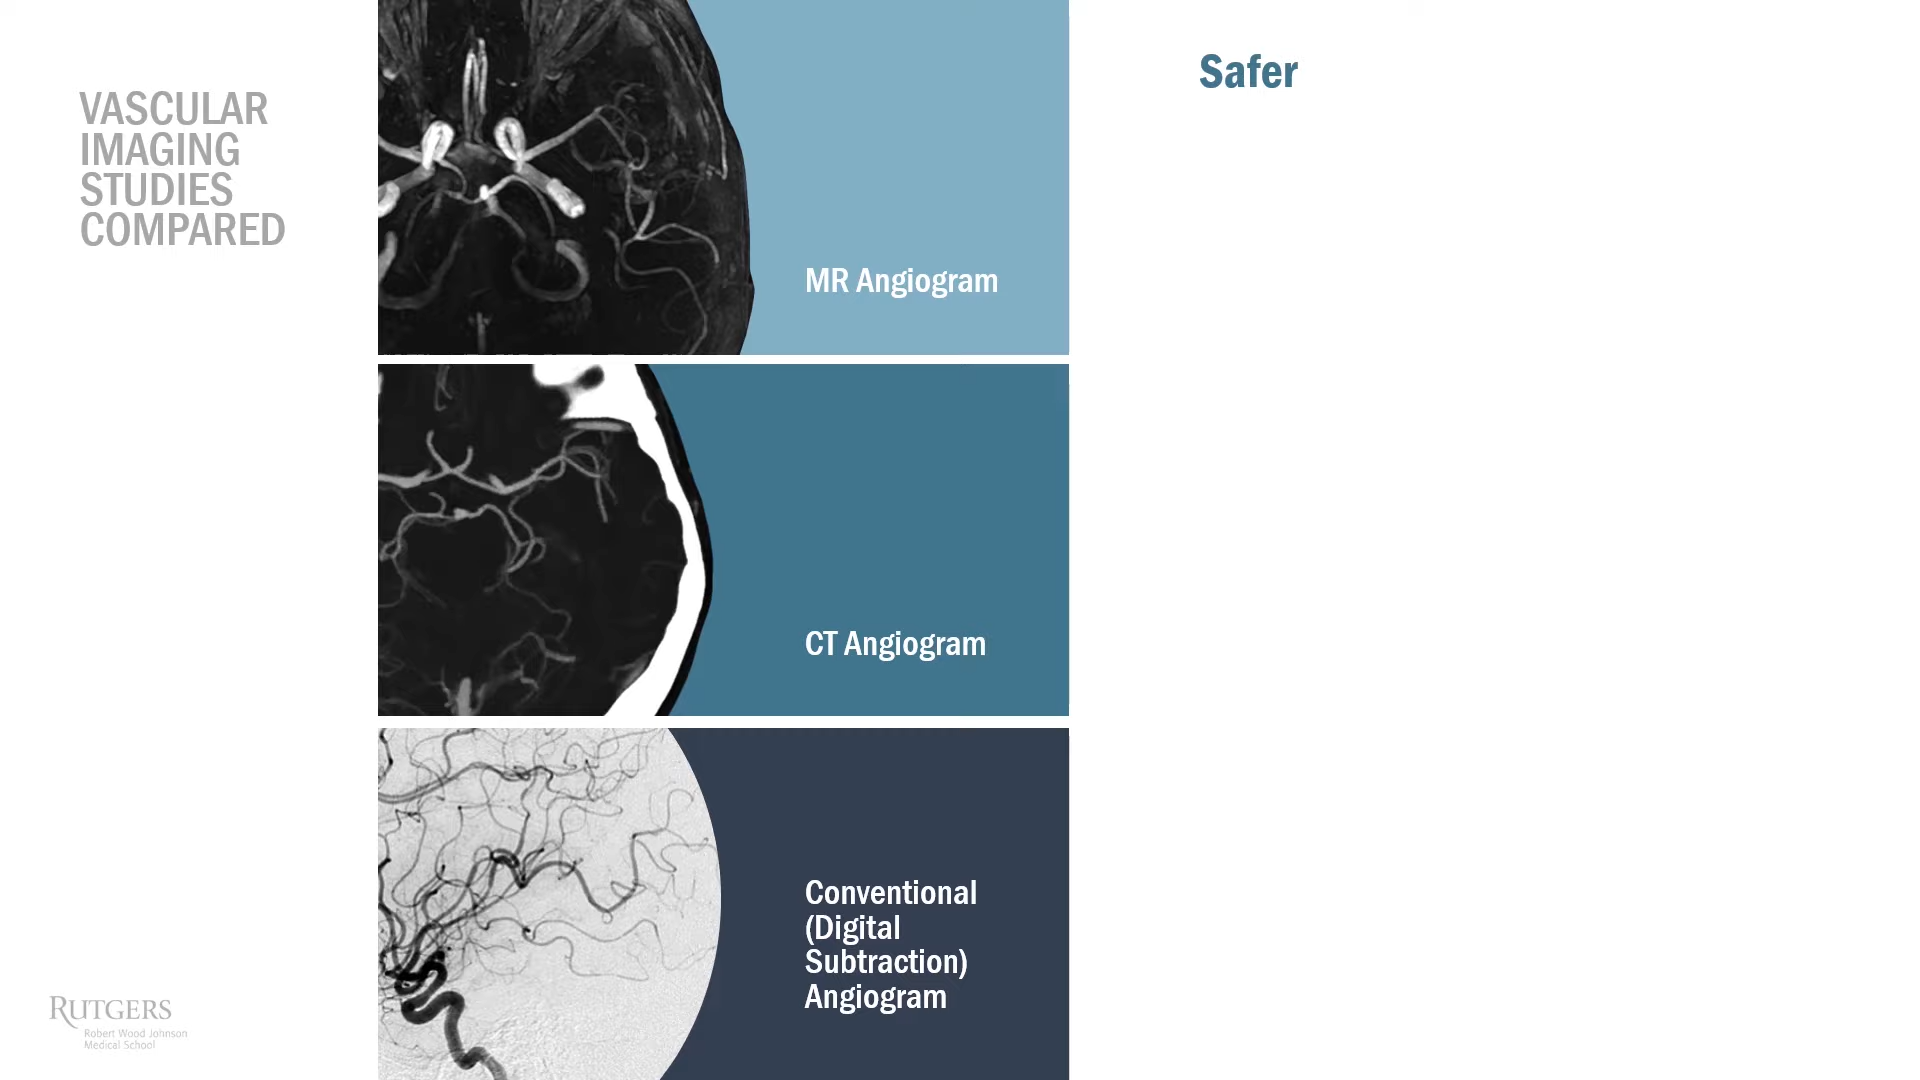 VASCULAR
IMAGING
STUDIES
COMPARED
MR Angiogram
Safer
CT Angiogram
Conventional
(Digital
Subtraction)
Angiogram
RUTGERS
Robert Wood Johnson
Medical School